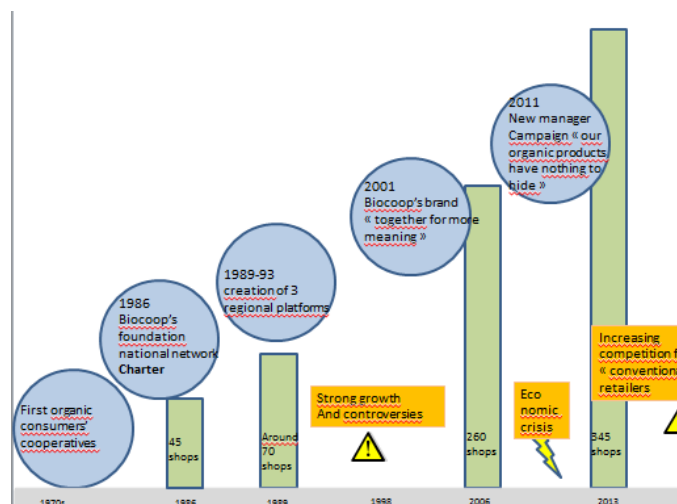 2011
New manager
Campaign « our
organic products
have nothing to
hide »
2001
Biocoop's brand
« together for more
meaning »
1989-93
creation of 3
regional platforms
1986
Biocoop's
foundation
national network
Charter
First organic
consumers'
cooperatives
45
shops
Around
70
shops
Strong growth
And controversies
260
shops
Eco
nomic
crisis
Increasing
competition f
« conventiona
retailers
345
shops
1970s
1986
1989
1998
2006
2013